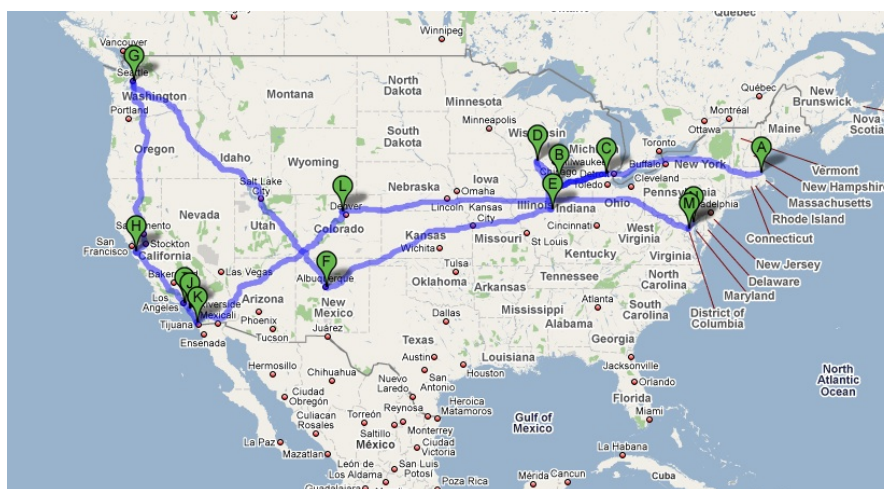 Québec
Winnipeg
Vancouver
G
Seattle
Washington
Montana
North
Dakota
Minnesota
Québec
Montréal
Ottawa
New
Brunswick
Maine
Nova
Scotia
Portland
Oregon
Idaho
Wyoming
South
Dakota
Minneapolis
Wisconsin
D
B
Michigan
C
Milwaukee
Detroit
Chicago
Toledo
Toronto
Buffalo
New York
A
Vermont
New Hampshire
Massachusetts
Rhode Island
Connecticut
Cleveland
Pennsylvania
Salt Lake
City
L
Denver
Nebraska
Iowa
Omaha
Lincoln
E
Illinois
Indiana
Ohio
M
H
San
Francisco
Stockton
Nevada
California
Utah
Colorado
Kansas
City
Kansas
Wichita
Missouri
St Louis
Cincinnati
Kentucky
West
Virginia
Virginia
New Jersey
Delaware
Maryland
District of
Columbia
Las Vegas
Los
Angeles
J
K
Riverside
Mexicali
Tijuana
Ensenada
Arizona
Phoenix
Tucson
F
Albuquerque
New
Mexico
Tulsa
Oklahoma
Arkansas
Tennessee
North
Carolina
South
Carolina
Atlanta
Mississippi
Alabama
Georgia
Juárez
Dallas
Texas
Austin
San
Antonio
Houston
Louisiana
Jacksonville
Orlando
Florida
Miami
North
Atlantic
Ocean
Hermosillo
Chihuahua
Ciudad
Obregón
Culiacan
Rosales
La Paz
Mazatlan
Nuevo
Laredo
Reynosa
Heroica
Matamoros
Torreón
Saltillo
Monterrey
México
Ciudad
Victoria
León de
Los Aldama
San Luis
Potosí
Poza Rica
Guadalajara
Gulf of
Mexico
La Habana
Mérida
Cancun
Cuba